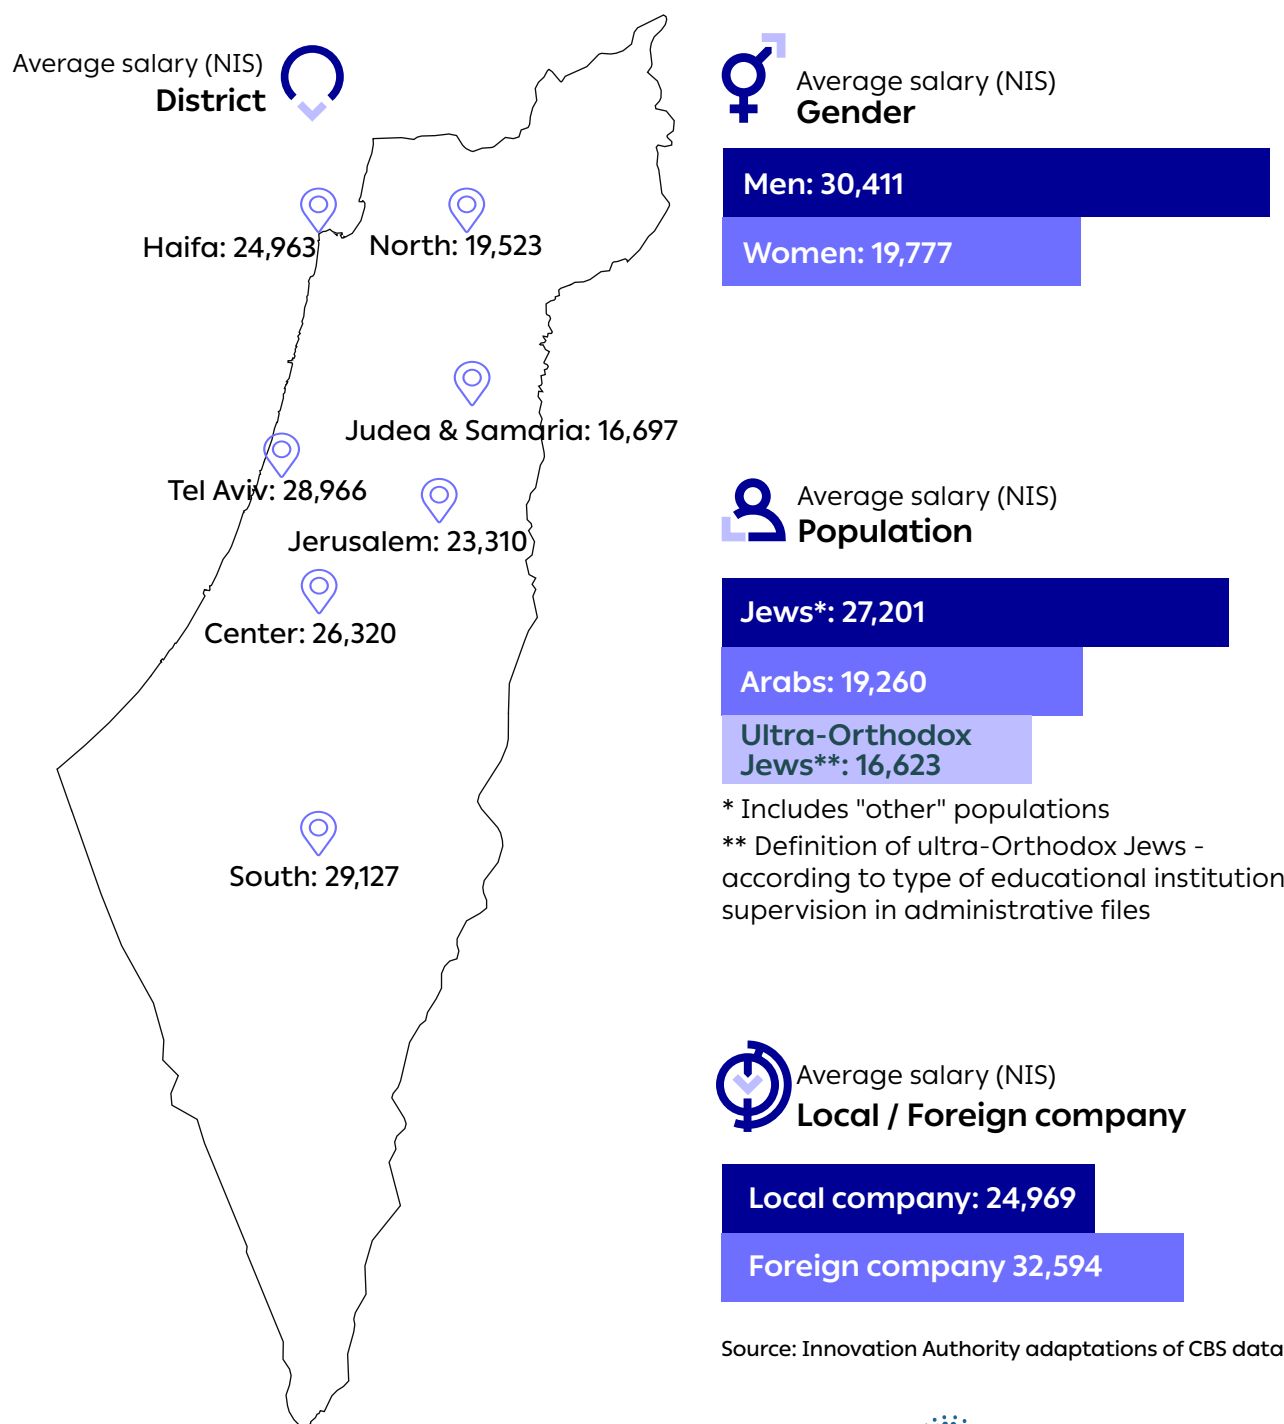 Average salary (NIS)
District
Haifa: 24,963
North: 19,523
Judea & Samaria: 16,697
Tel Aviv: 28,966
Jerusalem: 23,310
Center: 26,320
South: 29,127
Average salary (NIS)
Gender
Men: 30,411
Women: 19,777
Average salary (NIS)
Population
Jews*: 27,201
Arabs: 19,260
Ultra-Orthodox
Jews**: 16,623
* Includes "other" populations
** Definition of ultra-Orthodox Jews -
according to type of educational institution
supervision in administrative files
Average salary (NIS)
Local / Foreign company
Local company: 24,969
Foreign company 32,594
Source: Innovation Authority adaptations of CBS data